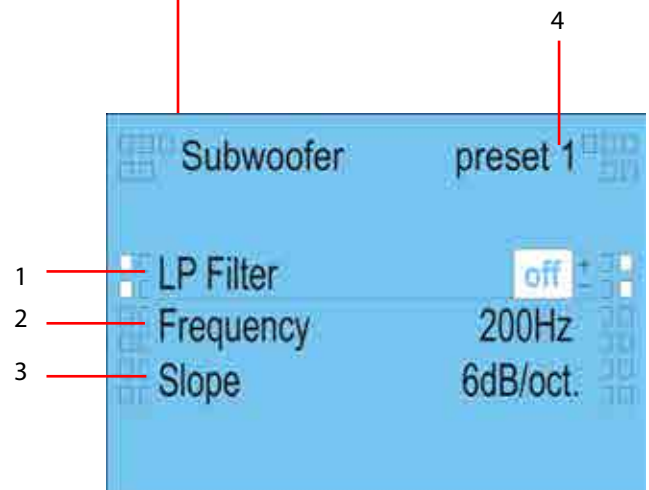 4
Subwoofer preset 1
1 LP Filter off + -
2 Frequency 200Hz
3 Slope 6dB/oct.